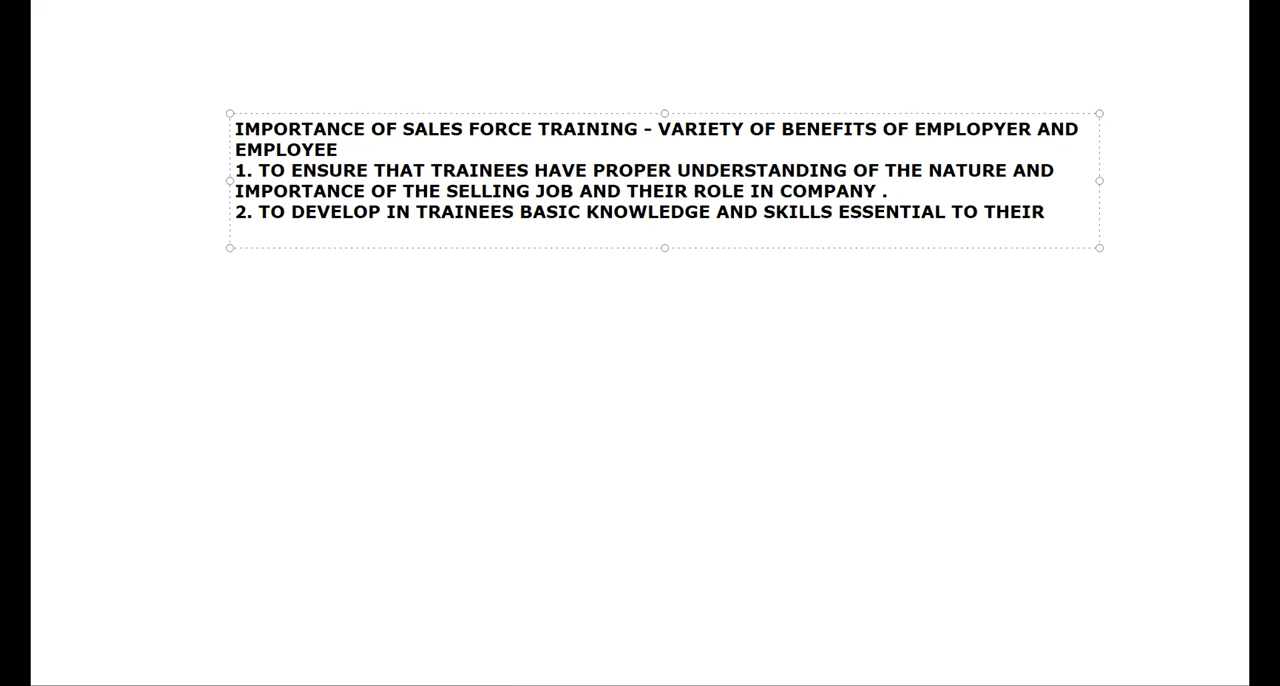 IMPORTANCE OF SALES FORCE TRAINING - VARIETY OF BENEFITS OF EMPLOPYER AND
EMPLOYEE
1. TO ENSURE THAT TRAINEES HAVE PROPER UNDERSTANDING OF THE NATURE AND
IMPORTANCE OF THE SELLING JOB AND THEIR ROLE IN COMPANY .
2. TO DEVELOP IN TRAINEES BASIC KNOWLEDGE AND SKILLS ESSENTIAL TO THEIR